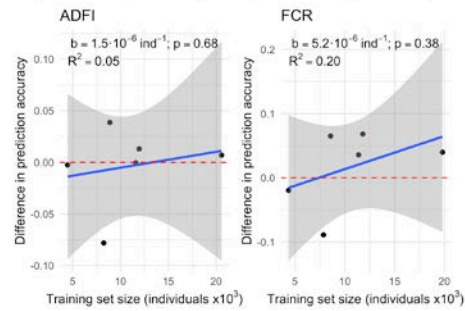 ADFI
b = 1.5·10⁻⁶ ind⁻¹; p = 0.68
R² = 0.05
Difference in prediction accuracy
0.05
0.00
-0.05
-0.10
5
10
15
20
Training set size (individuals x10³)
FCR
b = 5.2·10⁻⁶ ind⁻¹; p = 0.38
R² = 0.20
Difference in prediction accuracy
0.2
0.1
0.0
-0.1
5
10
15
20
Training set size (individuals x10³)